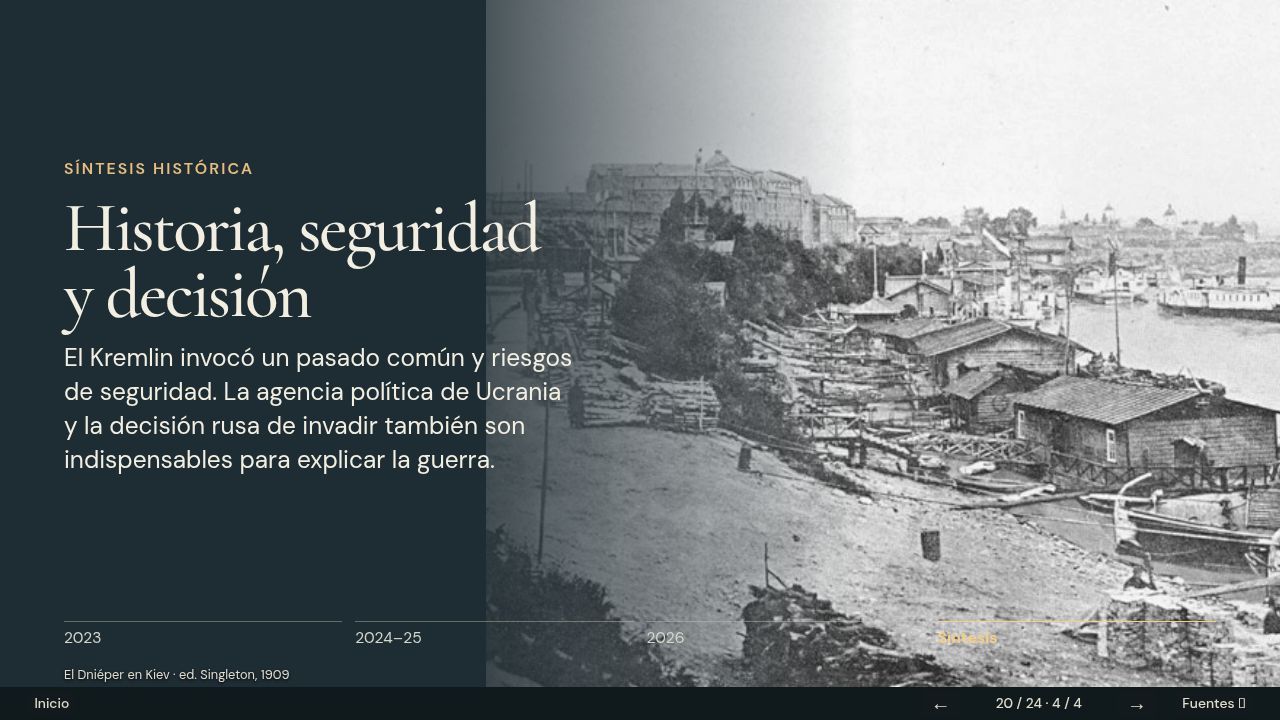 SÍNTESIS HISTÓRICA
Historia, seguridad
y decisión
El Kremlin invocó un pasado común y riesgos
de seguridad. La agencia política de Ucrania
y la decisión rusa de invadir también son
indispensables para explicar la guerra.
2023 2024–25 2026 Síntesis
El Dniéper en Kiev · ed. Singleton, 1909
Inicio ← 20 / 24 · 4 / 4 → Fuentes